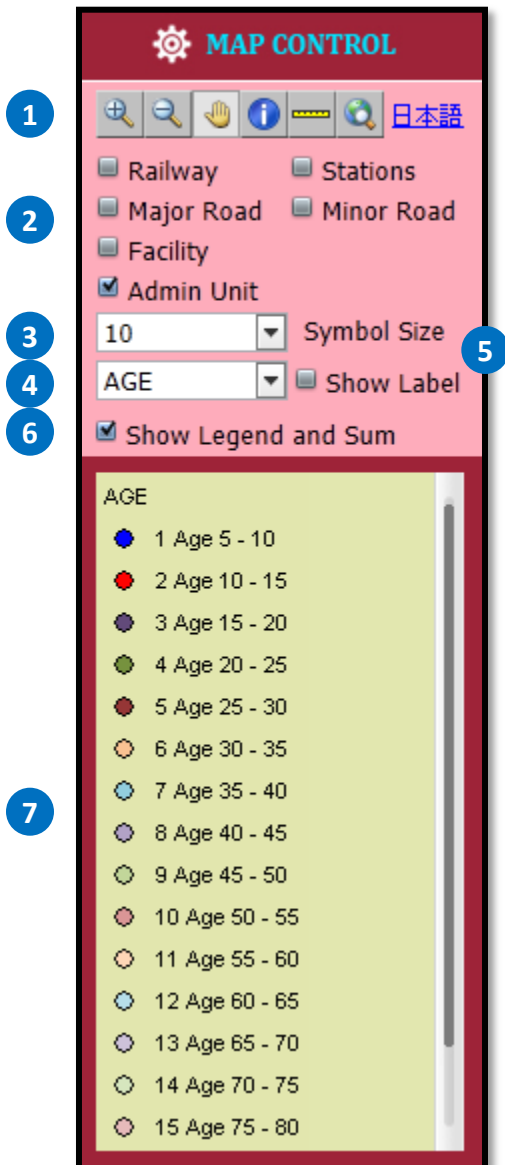 MAP CONTROL
1 日本語
Railway Stations
2 Major Road Minor Road
Facility
Admin Unit
3 10 Symbol Size
5
4 AGE Show Label
6 Show Legend and Sum
AGE
1 Age 5 - 10
2 Age 10 - 15
3 Age 15 - 20
4 Age 20 - 25
5 Age 25 - 30
6 Age 30 - 35
7 Age 35 - 40
7
8 Age 40 - 45
9 Age 45 - 50
10 Age 50 - 55
11 Age 55 - 60
12 Age 60 - 65
13 Age 65 - 70
14 Age 70 - 75
15 Age 75 - 80